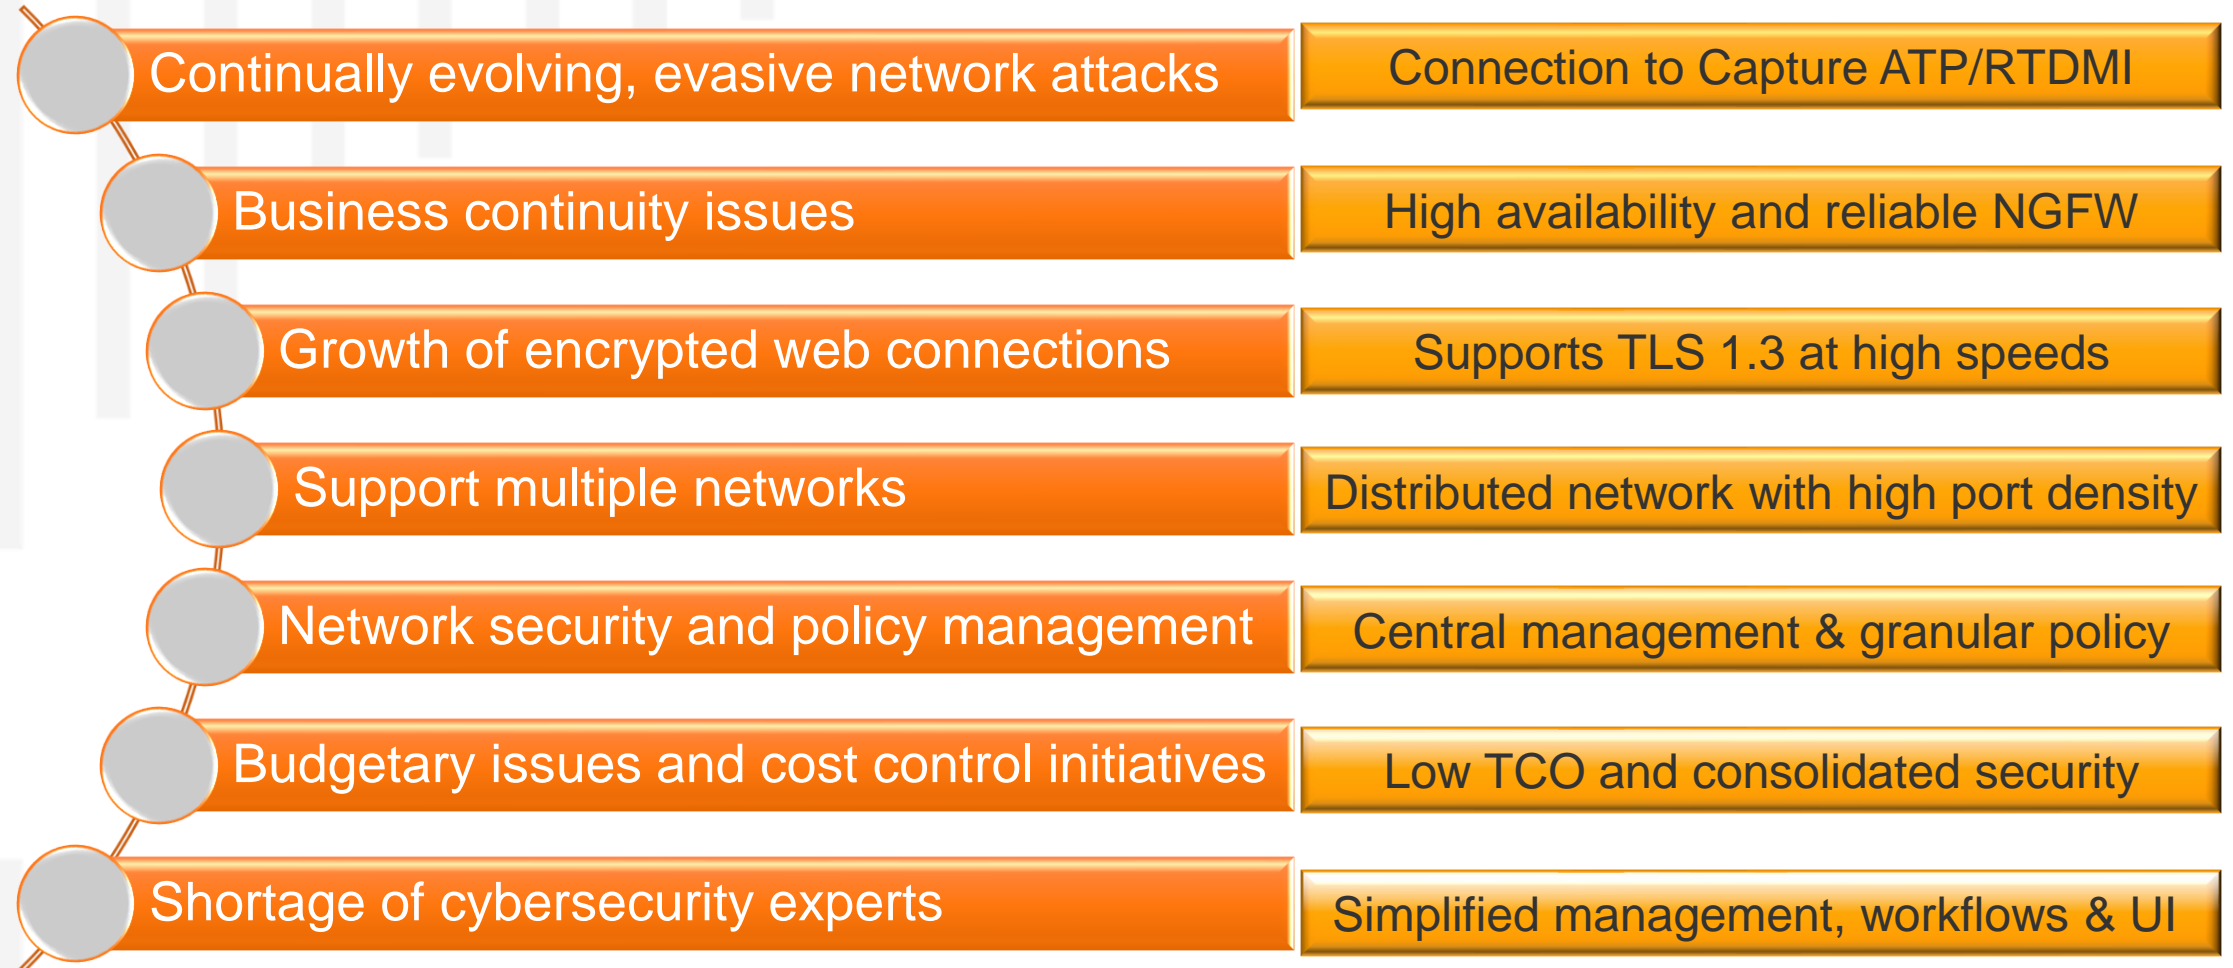 Continually evolving, evasive network attacks
Connection to Capture ATP/RTDMI
Business continuity issues
High availability and reliable NGFW
Growth of encrypted web connections
Supports TLS 1.3 at high speeds
Support multiple networks
Distributed network with high port density
Network security and policy management
Central management & granular policy
Budgetary issues and cost control initiatives
Low TCO and consolidated security
Shortage of cybersecurity experts
Simplified management, workflows & UI